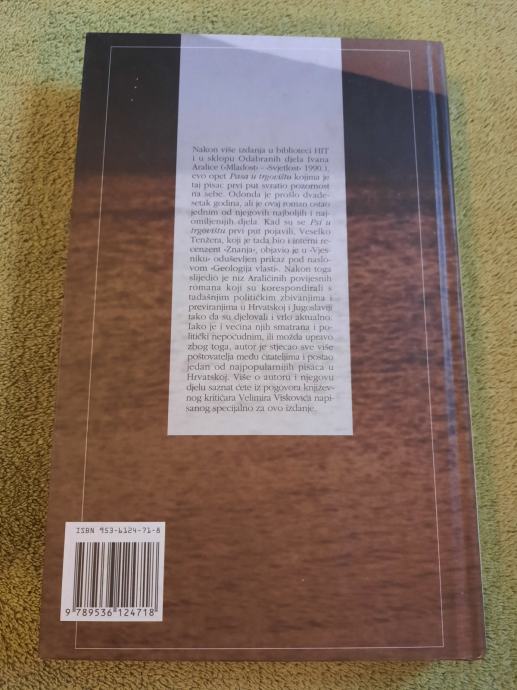 Nakon više izdanja u biblioteci HIT
i u sklopu Odabranih djela Ivana
Aralice (»Mladost« – »Svjetlost« 1990.),
evo opet Pasa u trgovištu kojima je
taj pisac prvi put svratio pozornost
na sebe. Odonda je prošlo dvade-
setak godina, ali je ovaj roman ostao
jednim od njegovih najboljih i naj-
omiljenijih djela. Kad su se Psi u
trgovištu prvi put pojavili, Veselko
Tenžera, koji je tada bio i interni re-
cenzent »Znanja«, objavio je u »Vjes-
niku« oduševljen prikaz pod naslo-
vom »Geologija vlasti«. Nakon toga
slijedio je niz Araličinih povijesnih
romana koji su korespondirali s
tadašnjim političkim zbivanjima i
previranjima u Hrvatskoj i Jugoslaviji
tako da su djelovali i vrlo aktualno.
Iako je i većina njih smatrana i po-
litički nepoćudnim, ili možda upravo
zbog toga, autor je stjecao sve više
poštovatelja među čitateljima i postao
jedan od najpopularnijih pisaca u
Hrvatskoj. Više o autoru i njegovu
djelu saznat ćete iz pogovora književ-
nog kritičara Velimira Viskovića napi-
sanog specijalno za ovo izdanje.
ISBN 953-6124-71-8
9 789536 124718